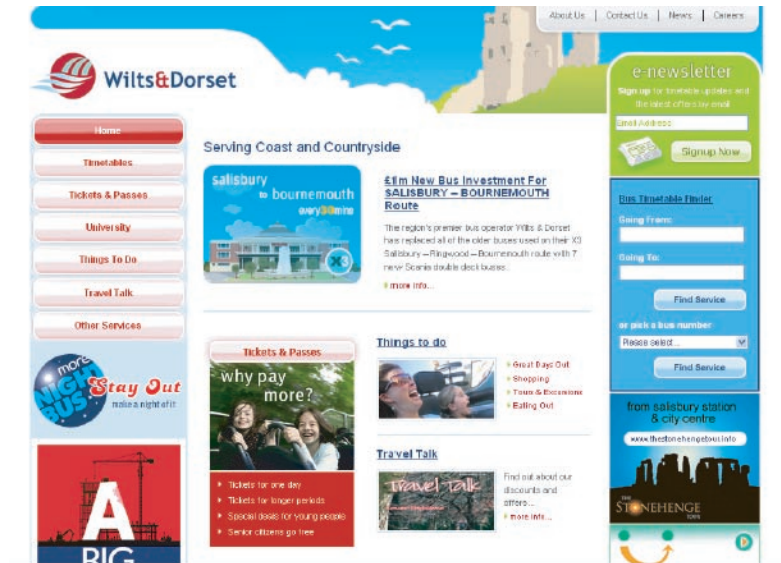 About Us | Contact Us | News | Careers
Wilts&Dorset
Home
Timetables
Tickets & Passes
University
Things To Do
Travel Talk
Other Services
more
NIGHT
BUS
Stay Out
make a night of it
A
BIG
Serving Coast and Countryside
salisbury
to bournemouth
every 30 mins
X3
£1m New Bus Investment For
SALISBURY – BOURNEMOUTH
Route
The region's premier bus operator Wilts & Dorset
has replaced all of the older buses used on their X3
Salisbury – Ringwood – Bournemouth route with 7
new Scania double deck buses.
more info...
Tickets & Passes
why pay
more?
Tickets for one day
Tickets for longer periods
Special deals for young people
Senior citizens go free
Things to do
Great Days Out
Shopping
Tours & Excursions
Eating Out
Travel Talk
Travel Talk
Find out about our
discounts and
offers...
more info...
e-newsletter
Sign up for timetable updates and
the latest offers by email
Email Address
Signup Now
Bus Timetable Finder
Going From:
Going To:
Find Service
or pick a bus number
Please select...
Find Service
from salisbury station
& city centre
www.thestonehengetour.info
THE
STONEHENGE
TOUR